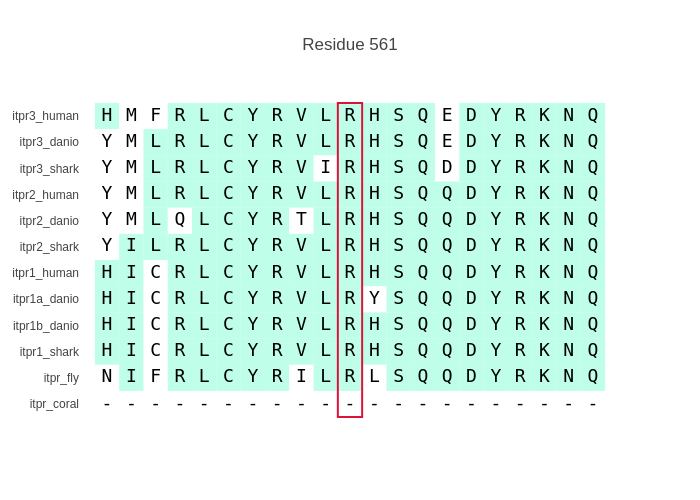 Residue 561
itpr3_human H M F R L C Y R V L R H S Q E D Y R K N Q
itpr3_danio Y M L R L C Y R V L R H S Q E D Y R K N Q
itpr3_shark Y M L R L C Y R V I R H S Q D D Y R K N Q
itpr2_human Y M L R L C Y R V L R H S Q Q D Y R K N Q
itpr2_danio Y M L Q L C Y R T L R H S Q Q D Y R K N Q
itpr2_shark Y I L R L C Y R V L R H S Q Q D Y R K N Q
itpr1_human H I C R L C Y R V L R H S Q Q D Y R K N Q
itpr1a_danio H I C R L C Y R V L R Y S Q Q D Y R K N Q
itpr1b_danio H I C R L C Y R V L R H S Q Q D Y R K N Q
itpr1_shark H I C R L C Y R V L R H S Q Q D Y R K N Q
itpr_fly N I F R L C Y R I L R L S Q Q D Y R K N Q
itpr_coral - - - - - - - - - - - - - - - - - - - - -